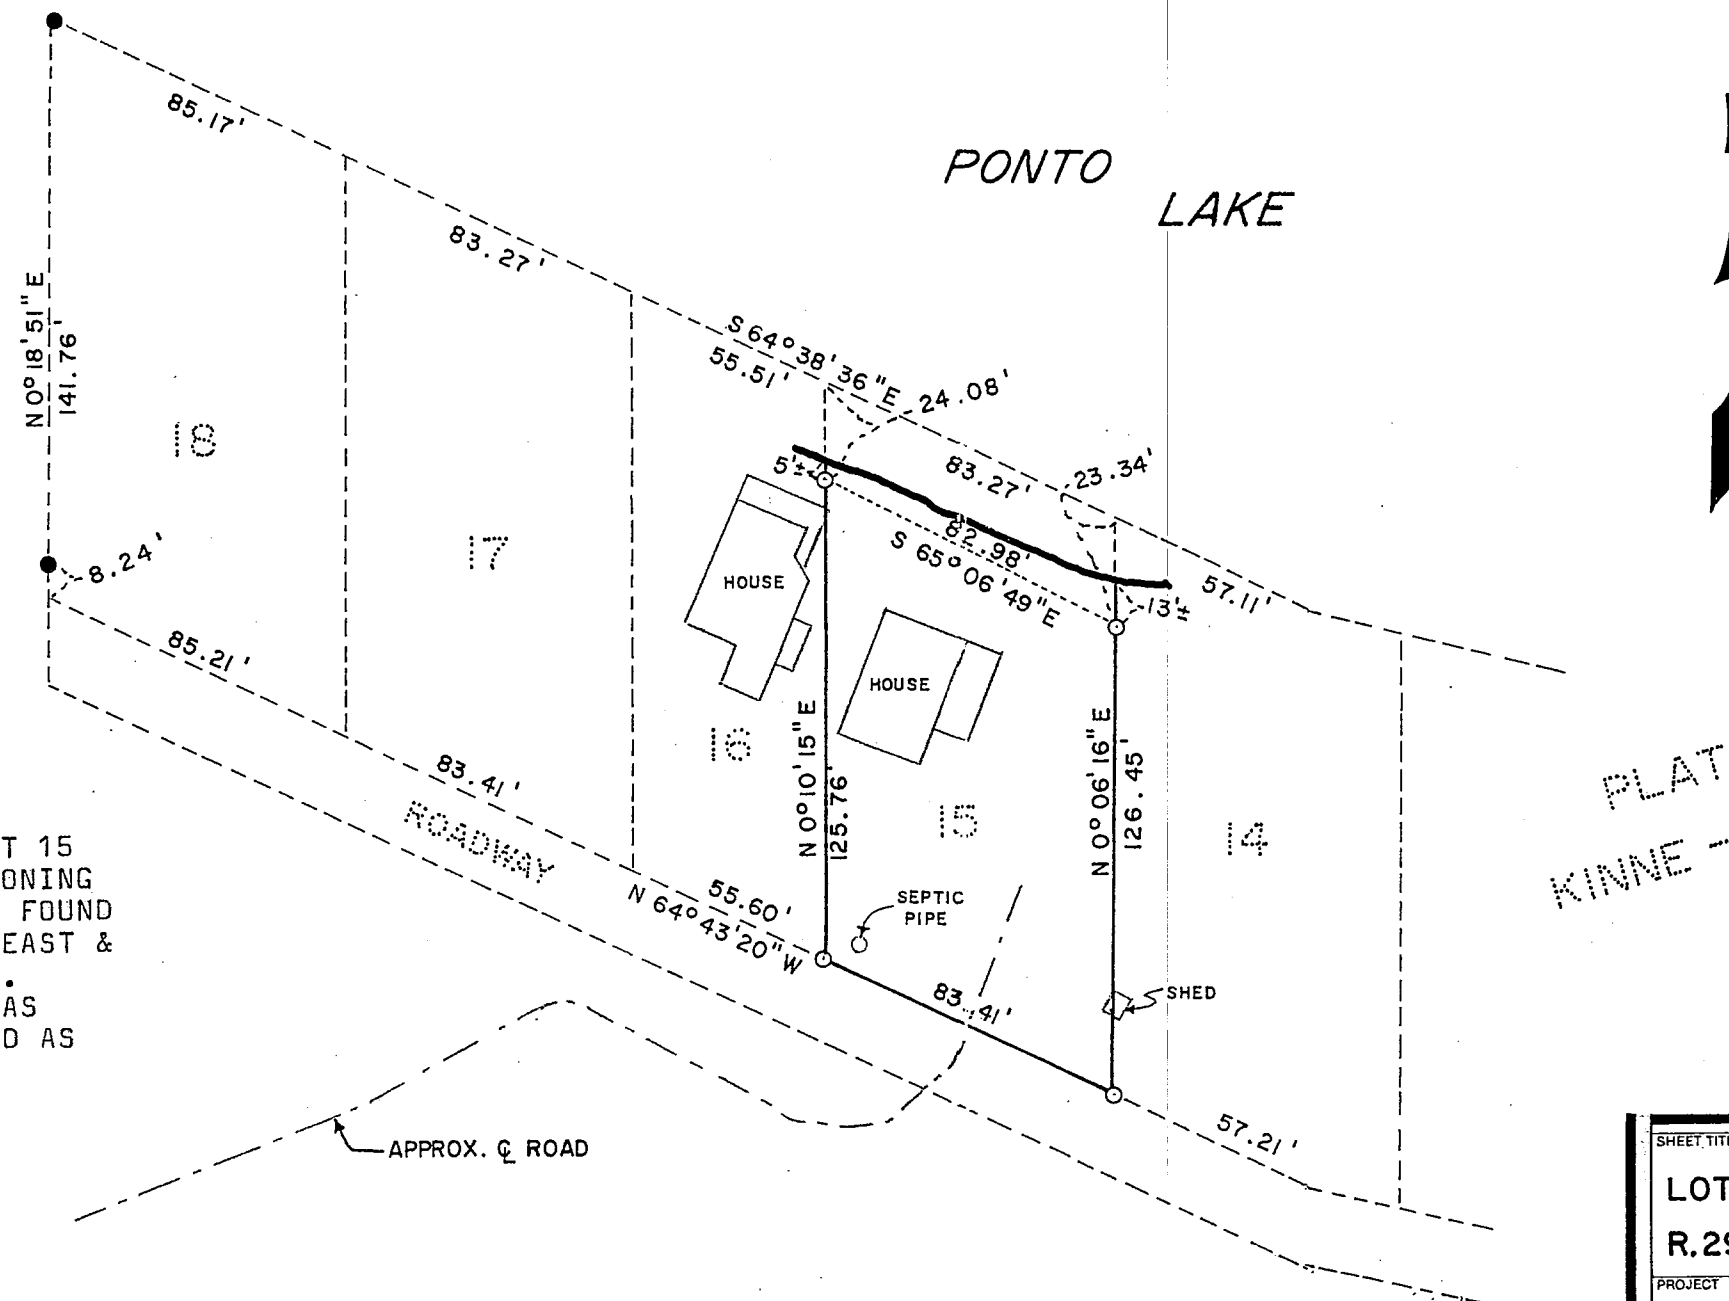 85.17'
PONTO
LAKE
83.27'
N 0° 18' 51" E
141.76'
S 64° 38' 36" E
55.51'
24.08'
18
5'±
83.27'
23.34'
17
82.98'
S 65° 06' 49" E
8.24'
HOUSE
57.11'
13'±
85.21'
HOUSE
16
N 0° 10' 15" E
125.76'
N 0° 06' 16" E
126.45'
83.41'
ROADWAY
15
14
PLAT
KINNE -
T 15
ONING
FOUND
EAST &
.
AS
D AS
55.60'
N 64° 43' 20" W
SEPTIC
PIPE
83.41'
SHED
APPROX. ℄ ROAD
57.21'
SHEET TIT
LOT
R.29
PROJECT